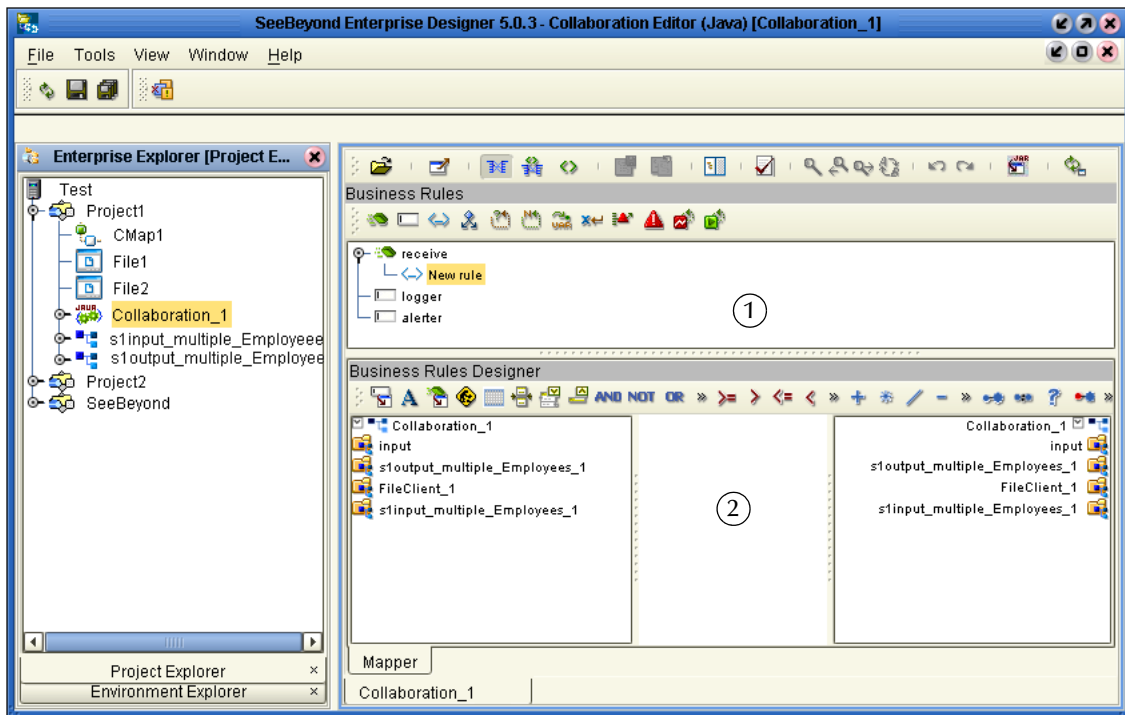 SeeBeyond Enterprise Designer 5.0.3 - Collaboration Editor (Java) [Collaboration_1]
File Tools View Window Help
Enterprise Explorer [Project E...
Test
Project1
CMap1
File1
File2
JAVA
Collaboration_1
s1input_multiple_Employeee
s1output_multiple_Employee
Project2
SeeBeyond
Project Explorer ×
Environment Explorer ×
JAR
Business Rules
receive
New rule
logger
alerter
1
Business Rules Designer
A AND NOT OR » >= > <= < » + * / - » ? »
Collaboration_1
input
s1output_multiple_Employees_1
FileClient_1
s1input_multiple_Employees_1
2
Collaboration_1
input
s1output_multiple_Employees_1
FileClient_1
s1input_multiple_Employees_1
Mapper
Collaboration_1